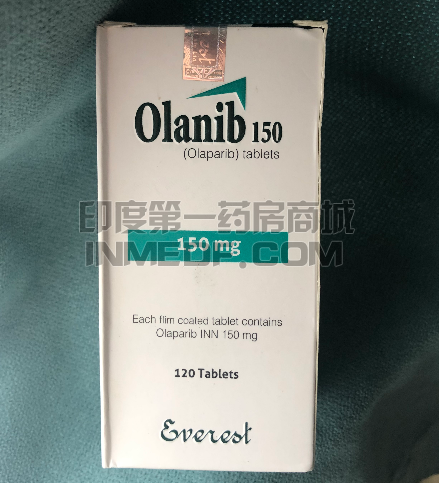 Olanib 150
(Olaparib) tablets
印度第一药房商城
INMEDF.COM
150 mg
Each film coated tablet contains
Olaparib INN 150 mg
120 Tablets
Everest